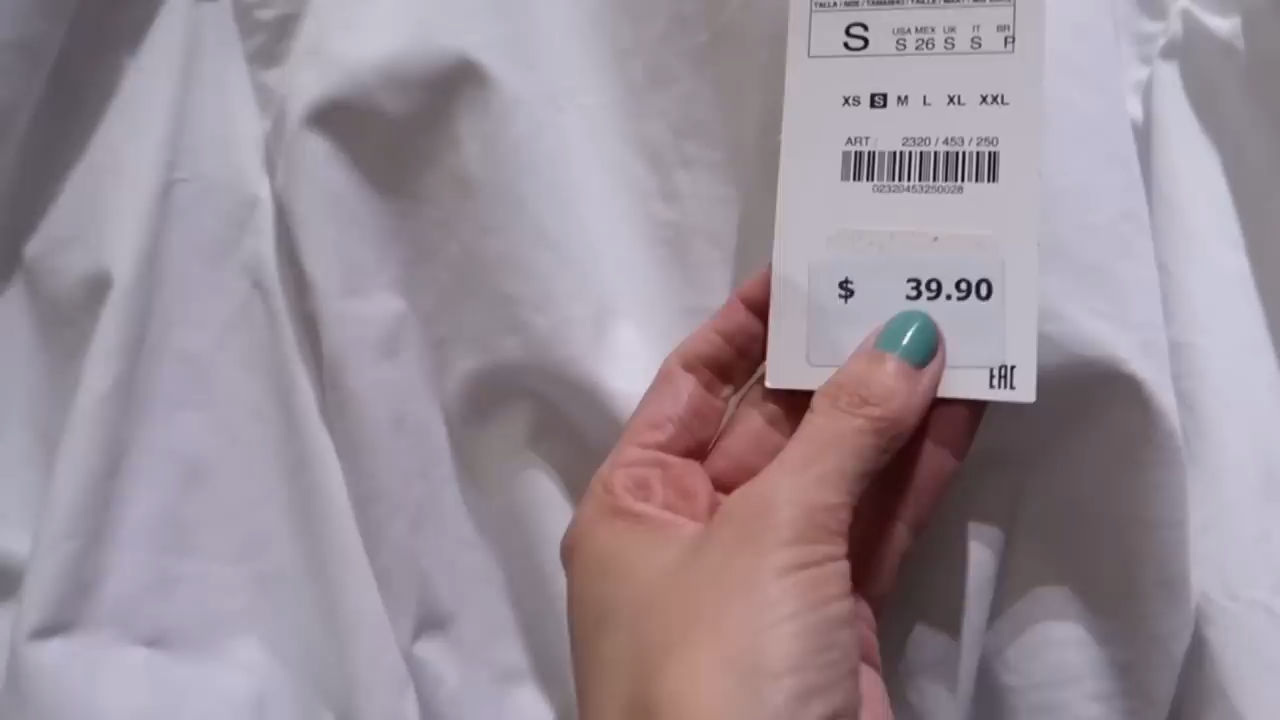 S
USA MEX UK IT BR
S 26 S S P
XS S M L XL XXL
ART: 2320 / 453 / 250
02320453250028
$ 39.90
EAC